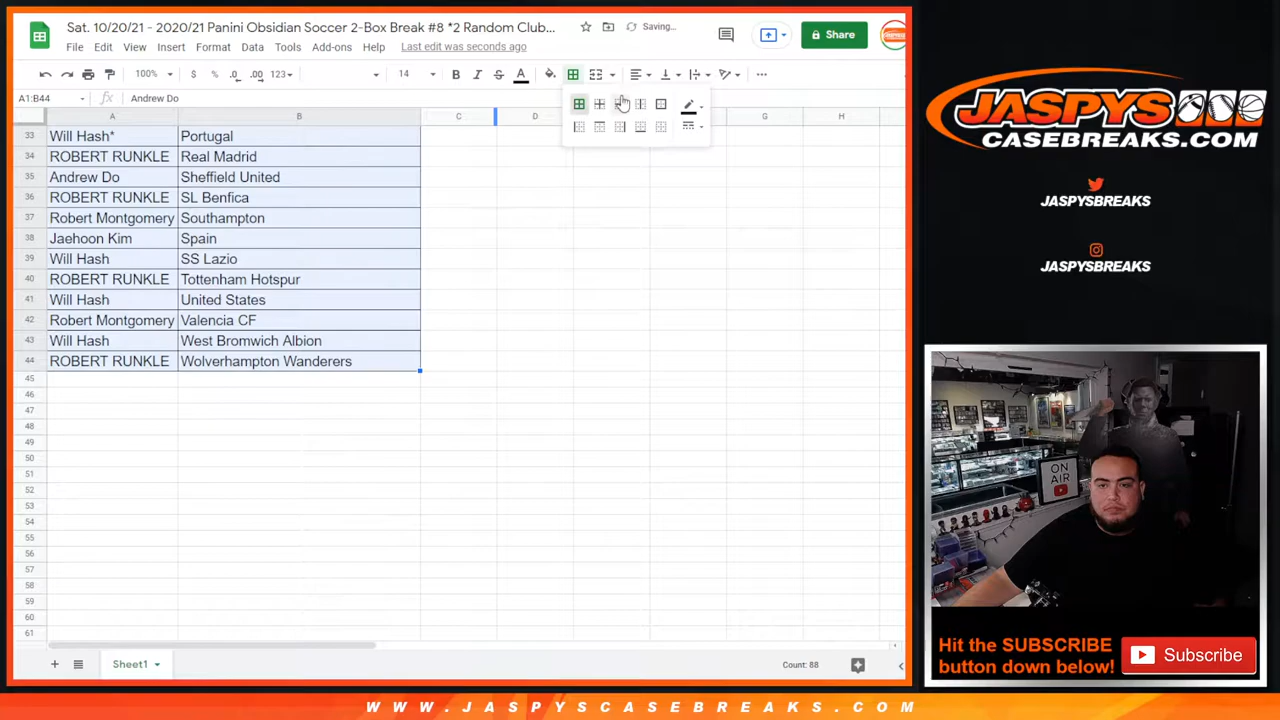 Sat. 10/20/21 - 2020/21 Panini Obsidian Soccer 2-Box Break #8 *2 Random Club...
Saving...
Share
File Edit View Insert Format Data Tools Add-ons Help Last edit was seconds ago
100% $ % .0 .00 123 14 B I S A
A1:B44 fx Andrew Do
A B C D G H
33 Will Hash* Portugal
34 ROBERT RUNKLE Real Madrid
35 Andrew Do Sheffield United
36 ROBERT RUNKLE SL Benfica
37 Robert Montgomery Southampton
38 Jaehoon Kim Spain
39 Will Hash SS Lazio
40 ROBERT RUNKLE Tottenham Hotspur
41 Will Hash United States
42 Robert Montgomery Valencia CF
43 Will Hash West Bromwich Albion
44 ROBERT RUNKLE Wolverhampton Wanderers
45
46
47
48
49
50
51
52
53
54
55
56
57
58
59
60
61
Sheet1
Count: 88
JASPYS
CASEBREAKS.COM
JASPYSBREAKS
JASPYSBREAKS
ON
AIR
Hit the SUBSCRIBE
button down below!
Subscribe
WWW.JASPYSCASEBREAKS.COM